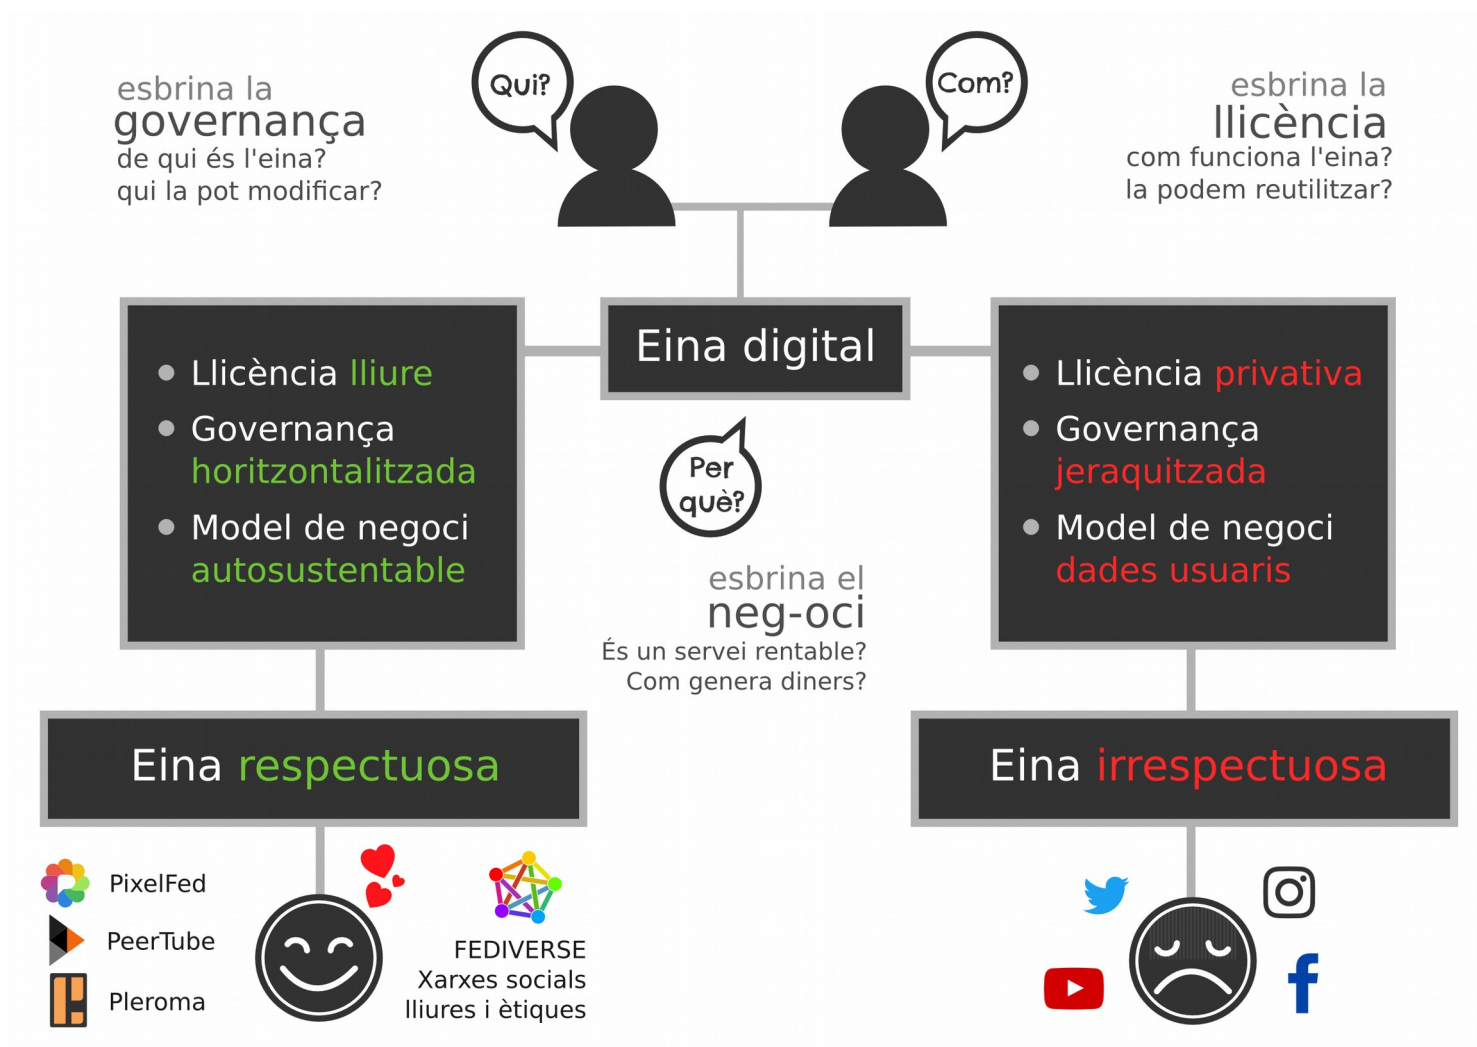 esbrina la
governança
de qui és l'eina?
qui la pot modificar?
Qui?
Com?
esbrina la
llicència
com funciona l'eina?
la podem reutilitzar?
Eina digital
Llicència lliure
Governança
horitzontalitzada
Model de negoci
autosustentable
Per
què?
esbrina el
neg-oci
És un servei rentable?
Com genera diners?
Llicència privativa
Governança
jeraquitzada
Model de negoci
dades usuaris
Eina respectuosa
Eina irrespectuosa
PixelFed
PeerTube
Pleroma
FEDIVERSE
Xarxes socials
lliures i ètiques